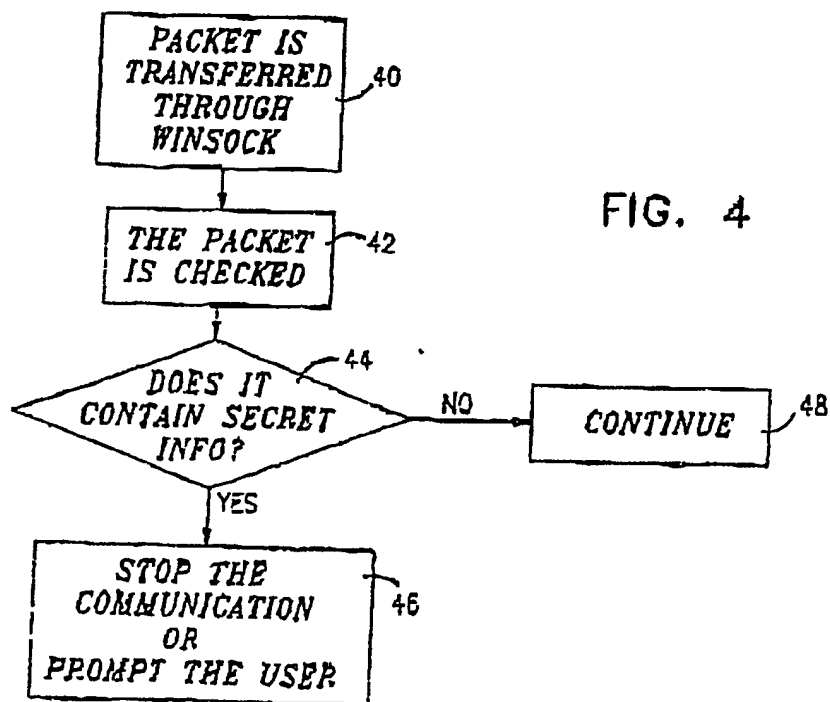 PACKET IS
TRANSFERRED
THROUGH
WINSOCK
40
FIG. 4
THE PACKET
IS CHECKED
42
44
DOES IT
CONTAIN SECRET
INFO?
NO
CONTINUE
48
YES
STOP THE
COMMUNICATION
OR
PROMPT THE USER
46